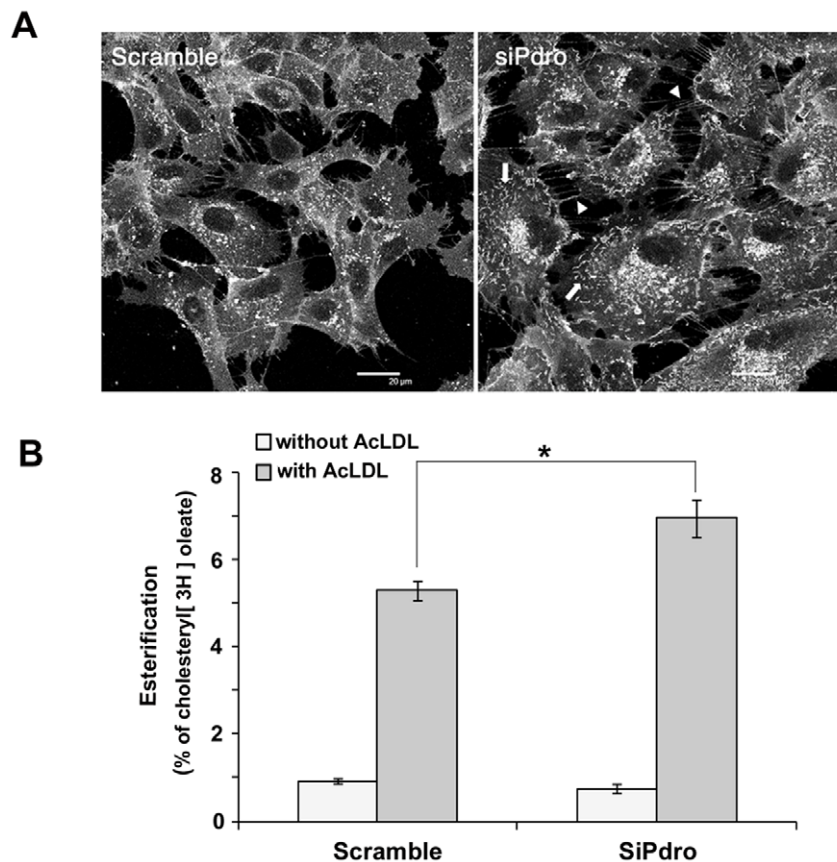 A
Scramble
siPdro
20 µm
B
without AcLDL
with AcLDL
*
8
6
4
2
0
Esterification
(% of cholesteryl[ 3H ] oleate)
Scramble
SiPdro